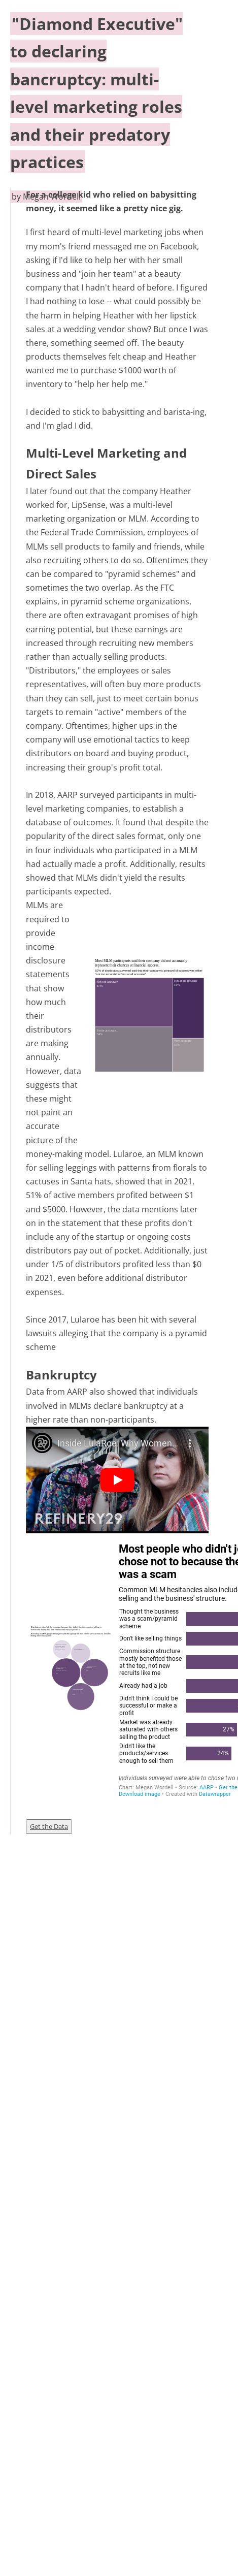 "Diamond Executive"
to declaring
bancruptcy: multi-
level marketing roles
and their predatory
practices
by Megan Wordell
For a college kid who relied on babysitting
money, it seemed like a pretty nice gig.
I first heard of multi-level marketing jobs when
my mom's friend messaged me on Facebook,
asking if I'd like to help her with her small
business and "join her team" at a beauty
company that I hadn't heard of before. I figured
I had nothing to lose -- what could possibly be
the harm in helping Heather with her lipstick
sales at a wedding vendor show? But once I was
there, something seemed off. The beauty
products themselves felt cheap and Heather
wanted me to purchase $1000 worth of
inventory to "help her help me."
I decided to stick to babysitting and barista-ing,
and I'm glad I did.
Multi-Level Marketing and
Direct Sales
I later found out that the company Heather
worked for, LipSense, was a multi-level
marketing organization or MLM. According to
the Federal Trade Commission, employees of
MLMs sell products to family and friends, while
also recruiting others to do so. Oftentimes they
can be compared to "pyramid schemes" and
sometimes the two overlap. As the FTC
explains, in pyramid scheme organizations,
there are often extravagant promises of high
earning potential, but these earnings are
increased through recruiting new members
rather than actually selling products.
"Distributors," the employees or sales
representatives, will often buy more products
than they can sell, just to meet certain bonus
targets to remain "active" members of the
company. Oftentimes, higher ups in the
company will use emotional tactics to keep
distributors on board and buying product,
increasing their group's profit total.
In 2018, AARP surveyed participants in multi-
level marketing companies, to establish a
database of outcomes. It found that despite the
popularity of the direct sales format, only one
in four individuals who participated in a MLM
had actually made a profit. Additionally, results
showed that MLMs didn't yield the results
participants expected.
MLMs are
required to
provide
income
disclosure
statements
that show
how much
their
distributors
are making
annually.
However, data
suggests that
these might
not paint an
accurate
picture of the
Most MLM participants said their company did not accurately
represent their chances at financial success.
money-making game. Lularoe, an MLM known
for selling leggings with patterns from florals to
cactuses in Santa hats, showed that in 2021,
51% of active members profited between $1
and $5000. However, the data mentions later
on in the statement that these profits don't
include any of the startup or ongoing costs
distributors pay out of pocket. Additionally, just
under 1/5 of distributors profited less than $0
in 2021, even before additional distributor
expenses.
Since 2017, Lularoe has been hit with several
lawsuits alleging that the company is a pyramid
scheme
Bankruptcy
Data from AARP also showed that individuals
involved in MLMs declare bankruptcy at a
higher rate than non-participants.
Inside LulaRoe: Why Women...
REFINERY29
Most people who didn't j
chose not to because the
was a scam
Common MLM hesitancies also includ
selling and the business' structure.
Thought the business
was a scam/pyramid
scheme
Don't like selling things
Commission structure
mostly benefited those
at the top, not new
recruits like me
Already had a job
Didn't think I could be
successful or make a
profit
Market was already
saturated with others
selling the product
27%
Didn't like the
products/services
enough to sell them
24%
Individuals surveyed were able to chose two
Chart: Megan Wordell • Source: AARP • Get the
Download image • Created with Datawrapper
Get the Data